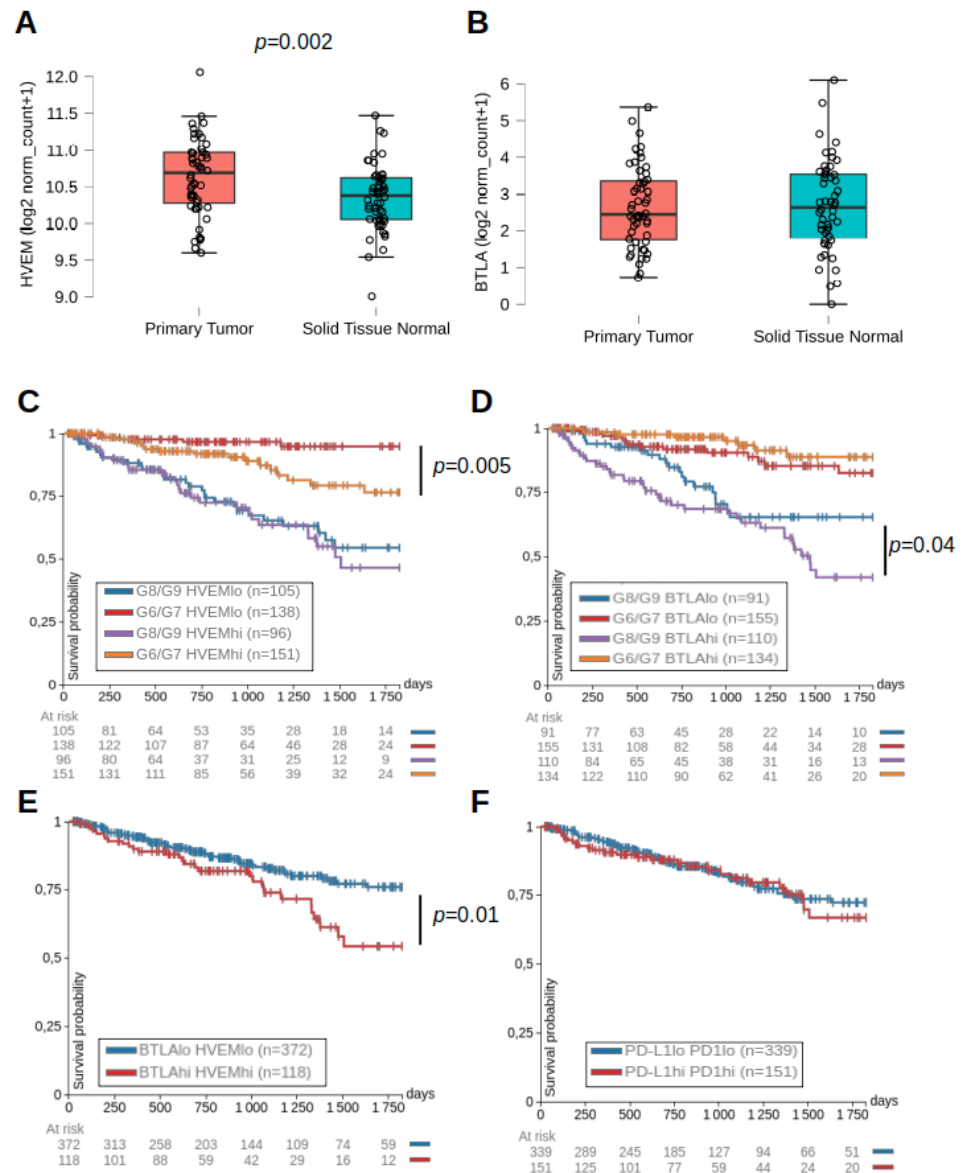 A
p=0.002
HVEM (log2 norm_count+1)
12.0
11.5
11.0
10.5
10.0
9.5
9.0
Primary Tumor
Solid Tissue Normal
B
BTLA (log2 norm_count+1)
6
5
4
3
2
1
0
Primary Tumor
Solid Tissue Normal
C
1
0,75
0,5
0,25
0
Survival probability
p=0.005
G8/G9 HVEMlo (n=105)
G6/G7 HVEMlo (n=138)
G8/G9 HVEMhi (n=96)
G6/G7 HVEMhi (n=151)
0 250 500 750 1 000 1 250 1 500 1 750 days
At risk
105 81 64 53 35 28 18 14
138 122 107 87 64 46 28 24
96 80 64 37 31 25 12 9
151 131 111 85 56 39 32 24
D
1
0,75
0,5
0,25
0
Survival probability
p=0.04
G8/G9 BTLAlo (n=91)
G6/G7 BTLAlo (n=155)
G8/G9 BTLAhi (n=110)
G6/G7 BTLAhi (n=134)
0 250 500 750 1 000 1 250 1 500 1 750 days
At risk
91 77 63 45 28 22 14 10
155 131 108 82 58 44 34 28
110 84 65 45 38 31 16 13
134 122 110 90 62 41 26 20
E
1
0,75
0,5
0,25
0
Survival probability
p=0.01
BTLAlo HVEMlo (n=372)
BTLAhi HVEMhi (n=118)
0 250 500 750 1 000 1 250 1 500 1 750 days
At risk
372 313 258 203 144 109 74 59
118 101 88 59 42 29 16 12
F
1
0,75
0,5
0,25
0
Survival probability
PD-L1lo PD1lo (n=339)
PD-L1hi PD1hi (n=151)
0 250 500 750 1 000 1 250 1 500 1 750 days
At risk
339 289 245 185 127 94 66 51
151 125 101 77 59 44 24 20